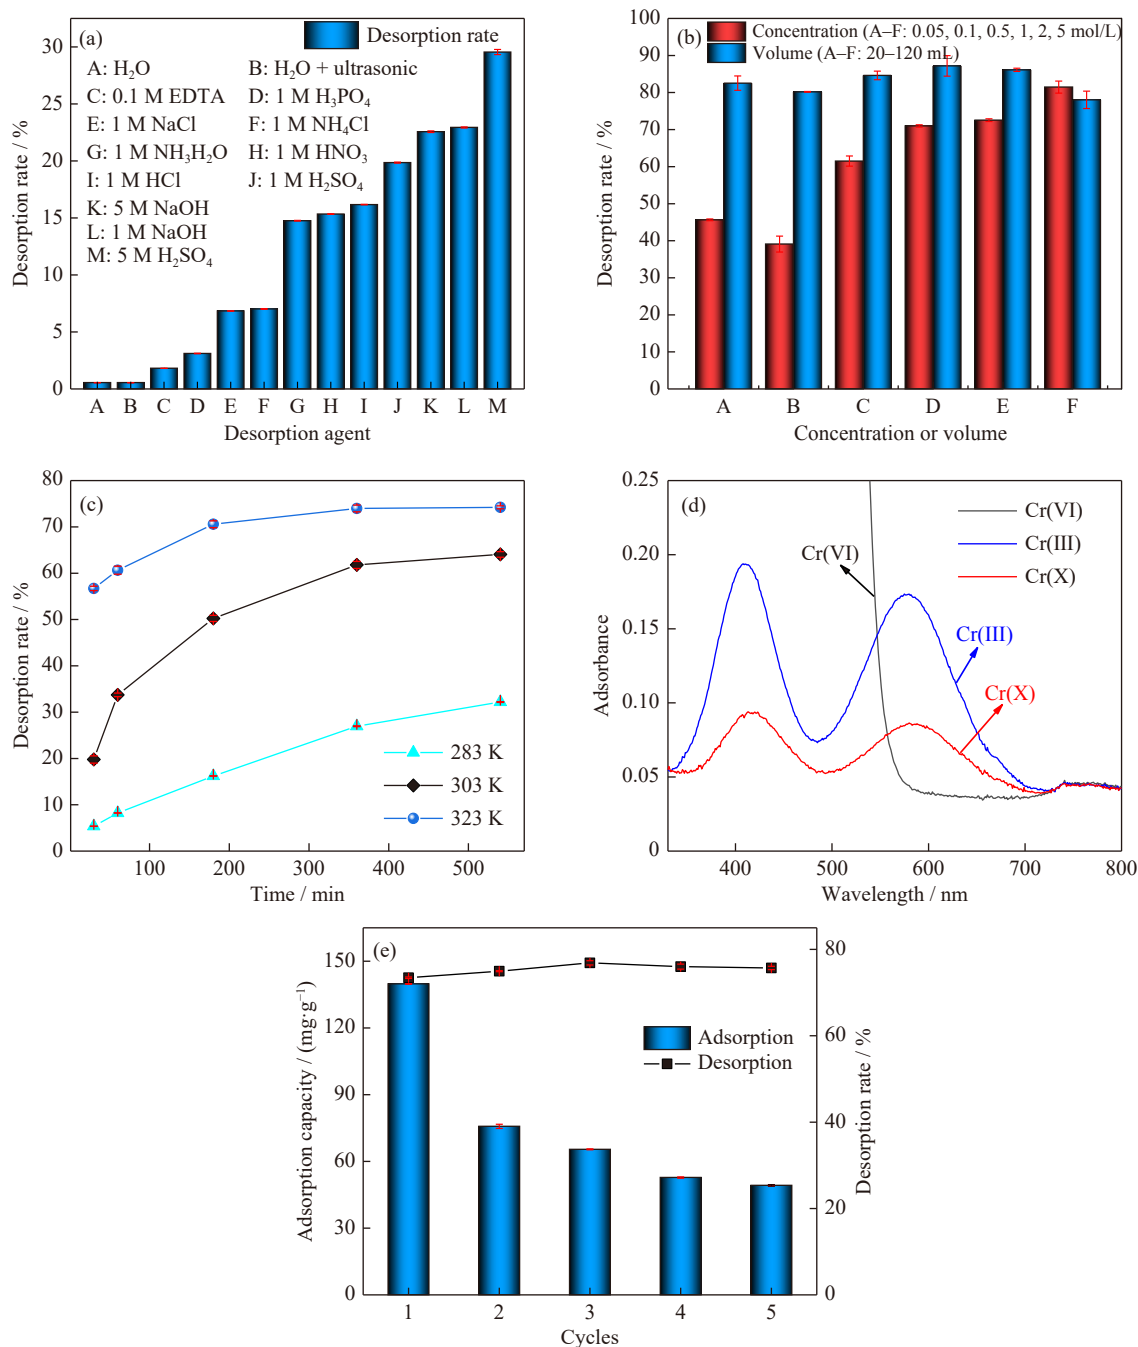 (a)
Desorption rate
A: H₂O
B: H₂O + ultrasonic
C: 0.1 M EDTA
D: 1 M H₃PO₄
E: 1 M NaCl
F: 1 M NH₄Cl
G: 1 M NH₃H₂O
H: 1 M HNO₃
I: 1 M HCl
J: 1 M H₂SO₄
K: 5 M NaOH
L: 1 M NaOH
M: 5 M H₂SO₄
30
25
20
15
10
5
0
Desorption rate / %
A B C D E F G H I J K L M
Desorption agent
(b)
Concentration (A–F: 0.05, 0.1, 0.5, 1, 2, 5 mol/L)
Volume (A–F: 20–120 mL)
100
90
80
70
60
50
40
30
20
10
0
Desorption rate / %
A B C D E F
Concentration or volume
(c)
80
70
60
50
40
30
20
10
0
Desorption rate / %
283 K
303 K
323 K
100 200 300 400 500
Time / min
(d)
Cr(VI)
Cr(III)
Cr(X)
Cr(VI)
Cr(III)
Cr(X)
0.25
0.20
0.15
0.10
0.05
0
Adsorbance
400 500 600 700 800
Wavelength / nm
(e)
Adsorption
Desorption
150
120
90
60
30
0
Adsorption capacity / (mg·g⁻¹)
80
60
40
20
0
Desorption rate / %
1 2 3 4 5
Cycles